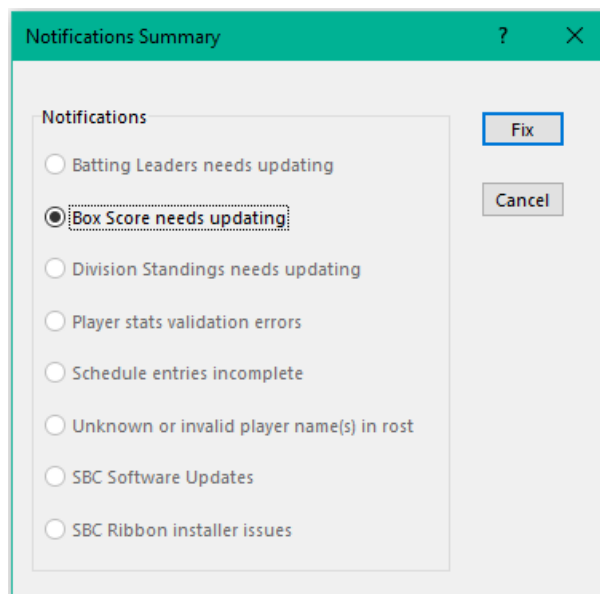 Notifications Summary
?
Notifications
Fix
Batting Leaders needs updating
Cancel
Box Score needs updating
Division Standings needs updating
Player stats validation errors
Schedule entries incomplete
Unknown or invalid player name(s) in rost
SBC Software Updates
SBC Ribbon installer issues